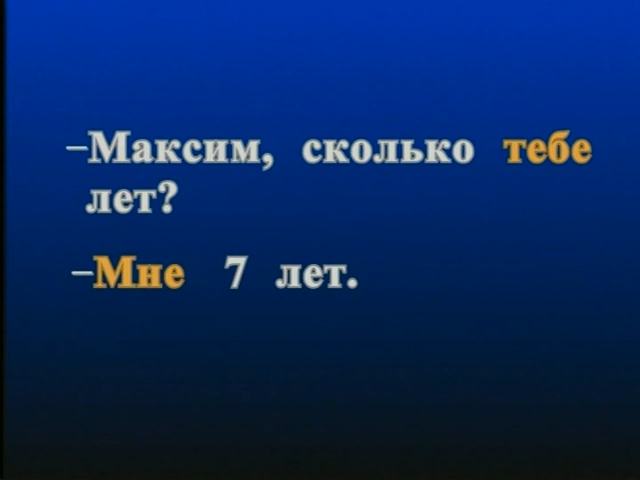 –Максим, сколько тебе
лет?
–Мне 7 лет.